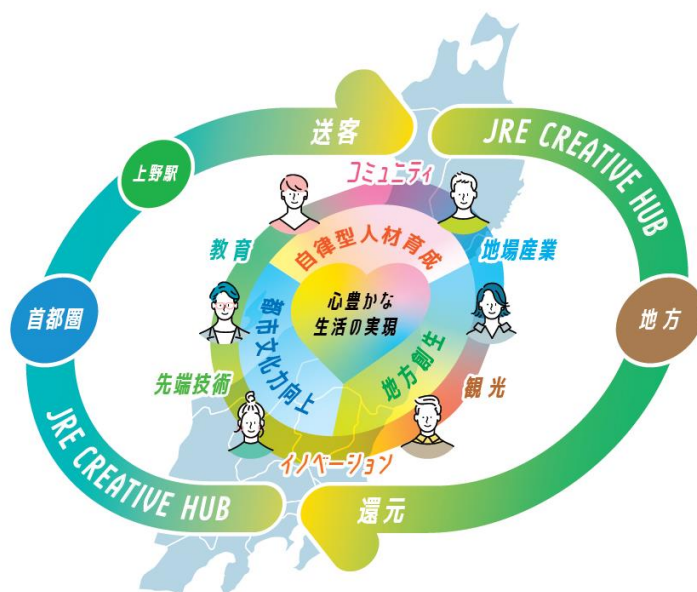 送客
JRE CREATIVE HUB
上野駅
コミュニティ
教育
自律型人材育成
地場産業
首都圏
心豊かな
生活の実現
地方
都市文化力向上
地方創生
先端技術
観光
イノベーション
JRE CREATIVE HUB
還元